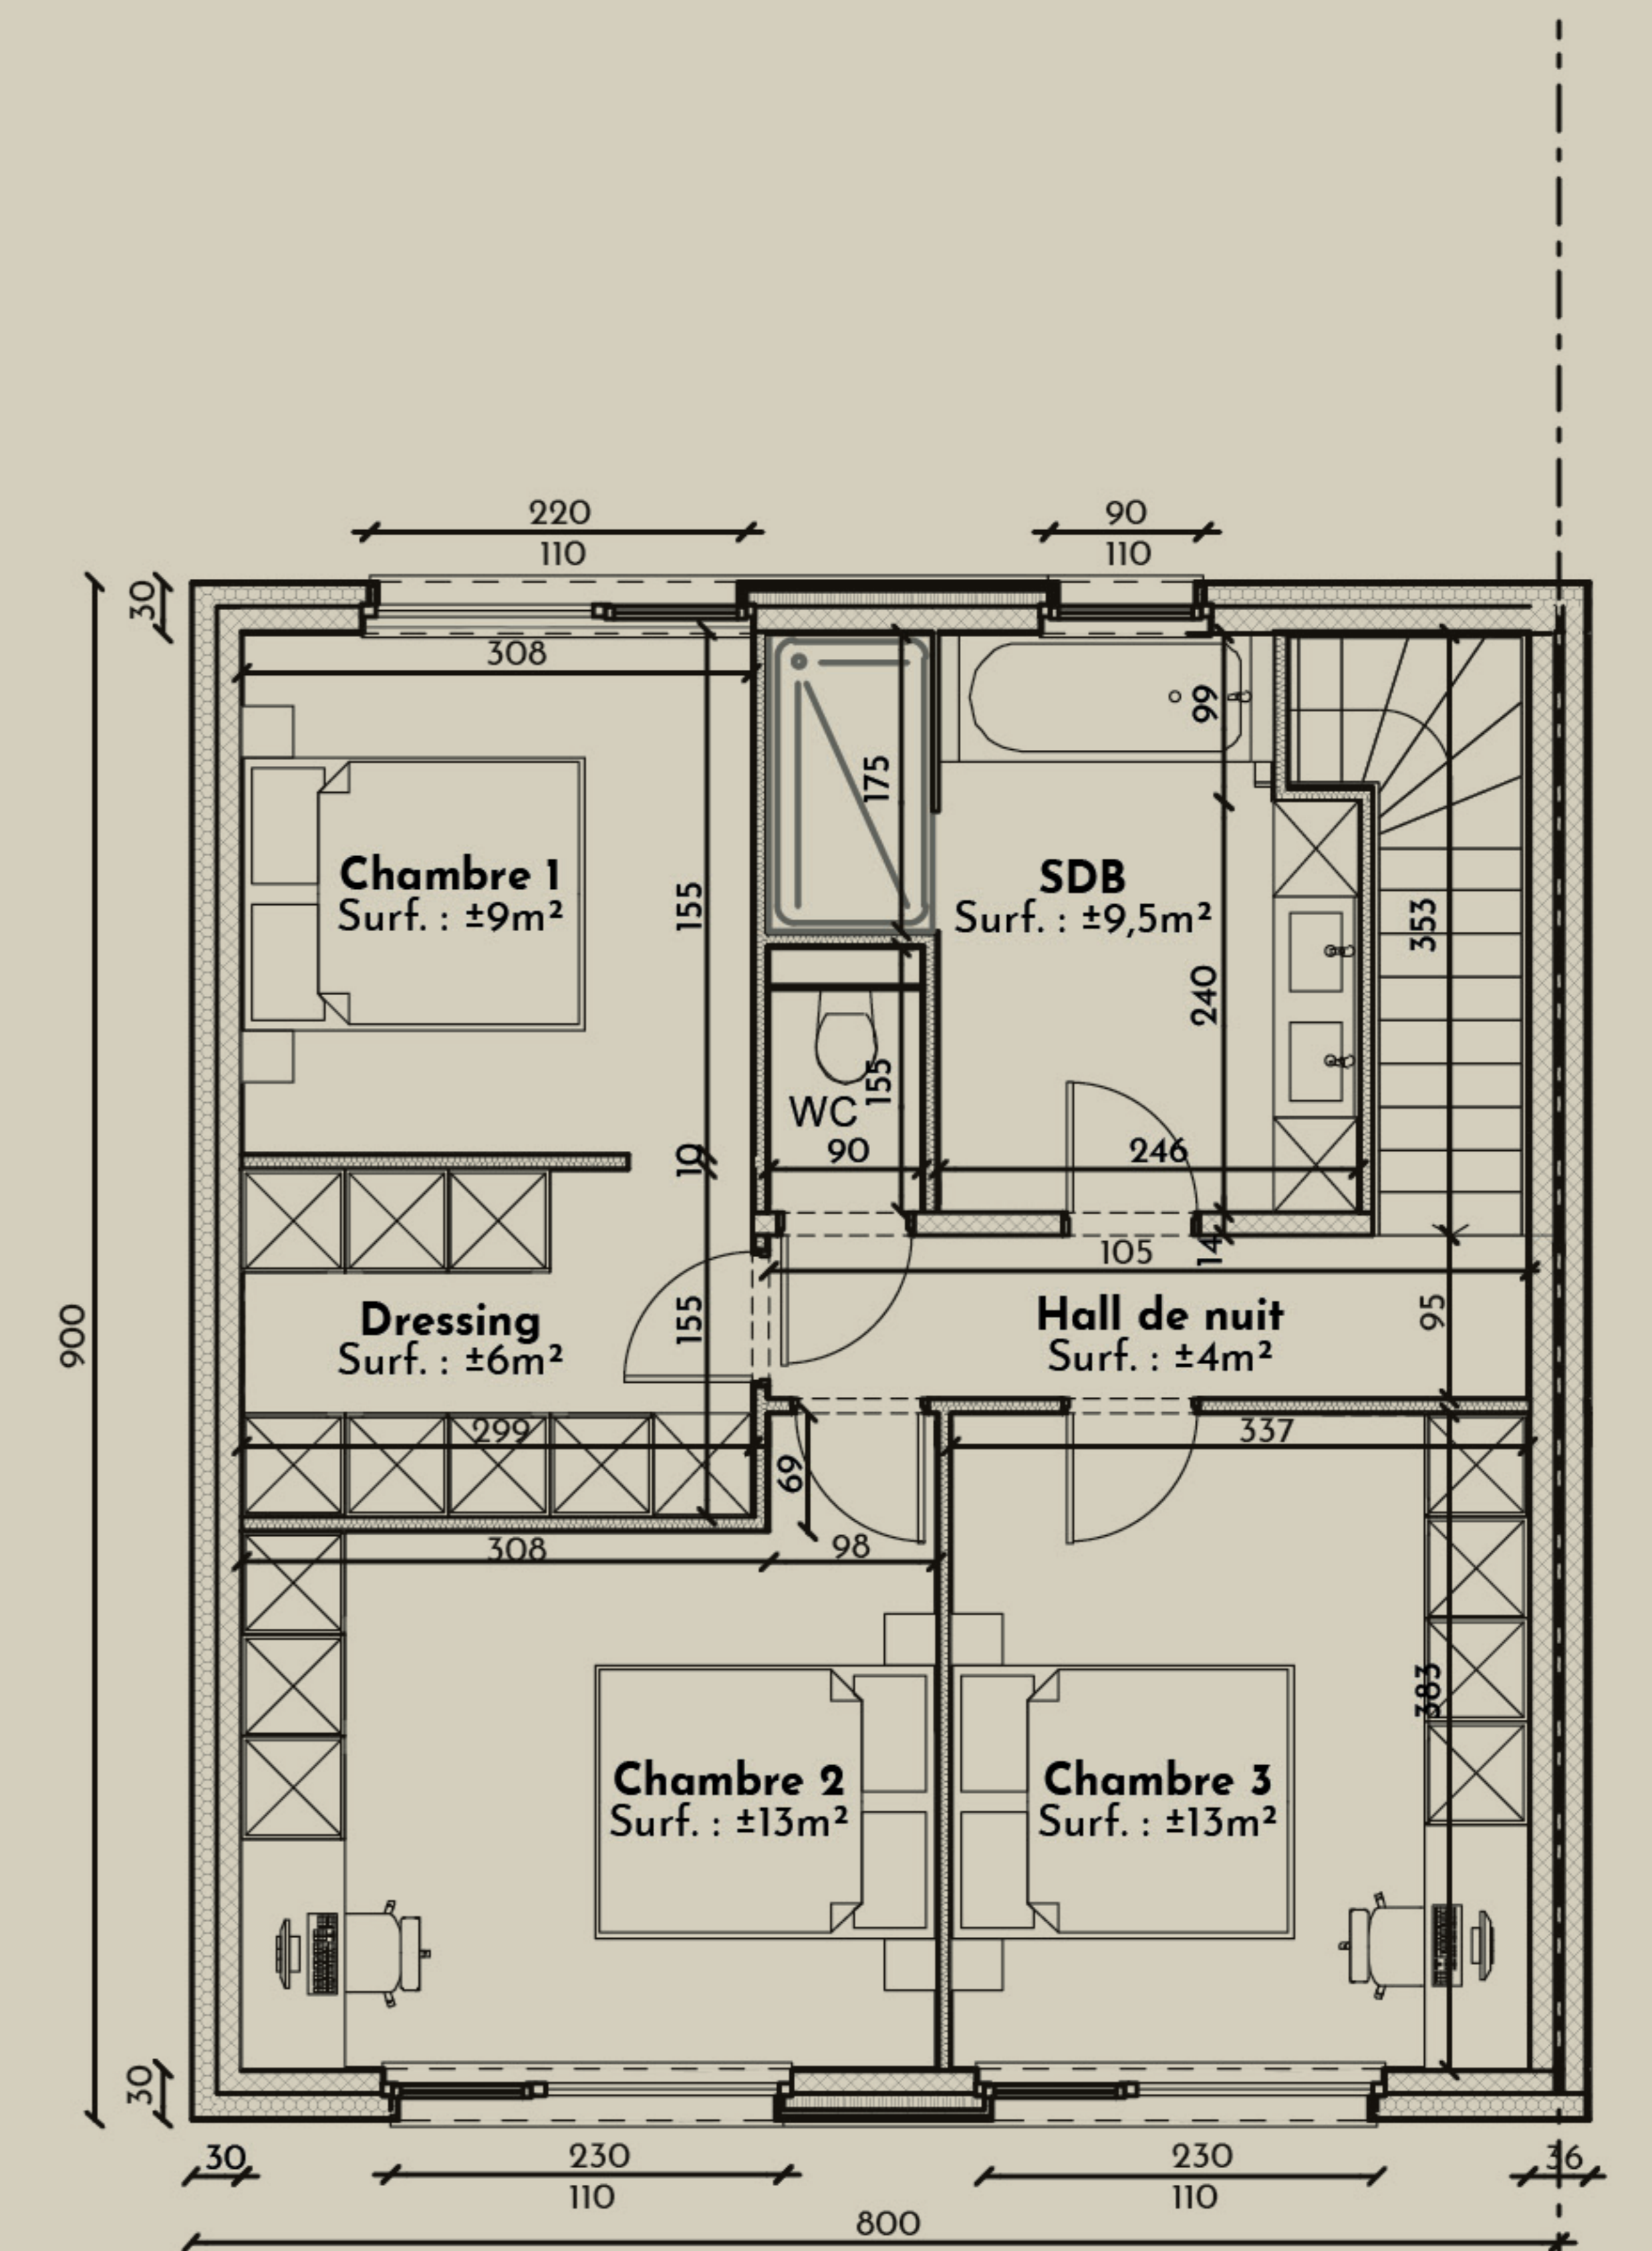 220
90
110
110
30
308
99
175
Chambre 1
Surf. : ±9m²
155
SDB
Surf. : ±9,5m²
353
240
155
WC
10
90
246
14
105
900
Dressing
Surf. : ±6m²
155
Hall de nuit
Surf. : ±4m²
95
299
69
337
308
98
383
Chambre 2
Surf. : ±13m²
Chambre 3
Surf. : ±13m²
30
30
230
230
36
110
110
800